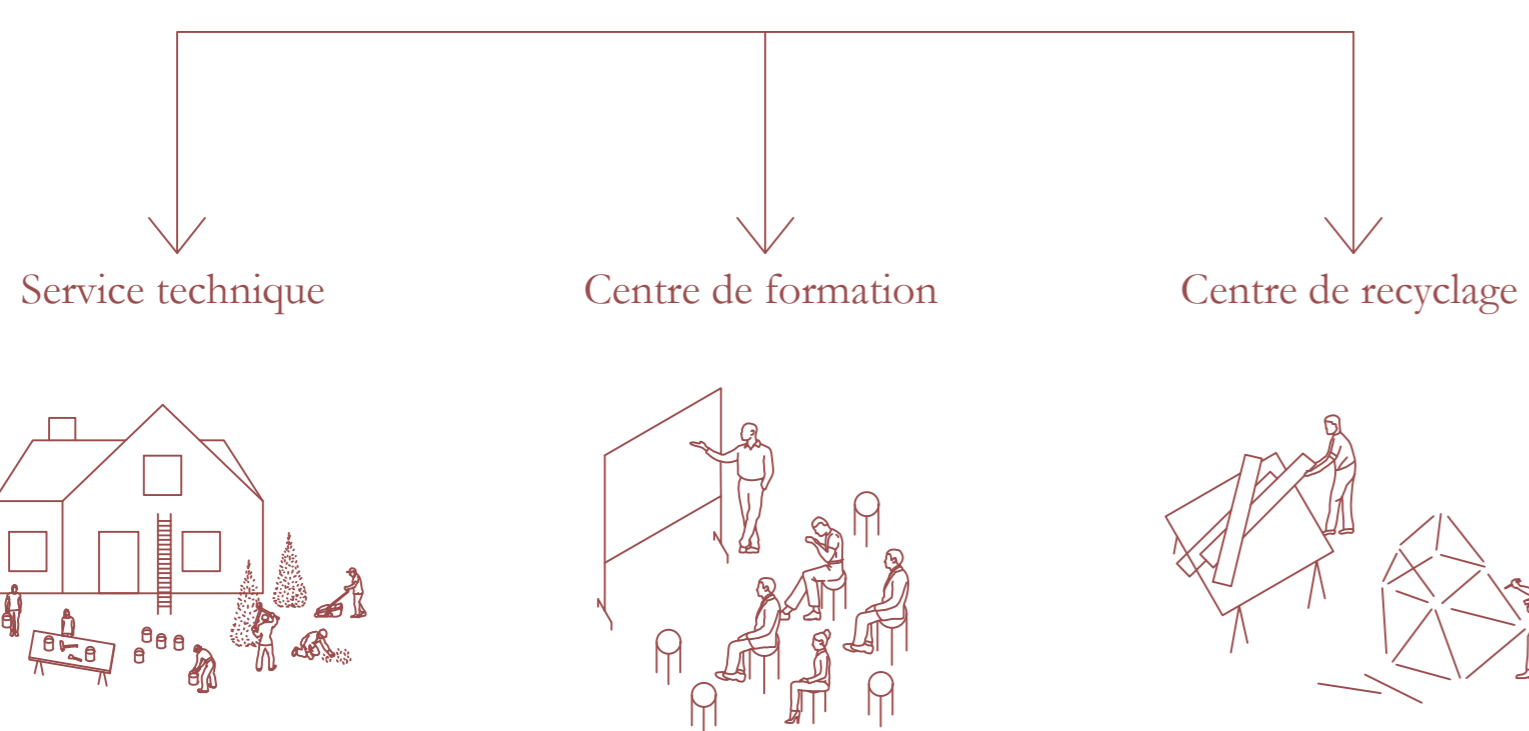 Service technique
Centre de formation
Centre de recyclage